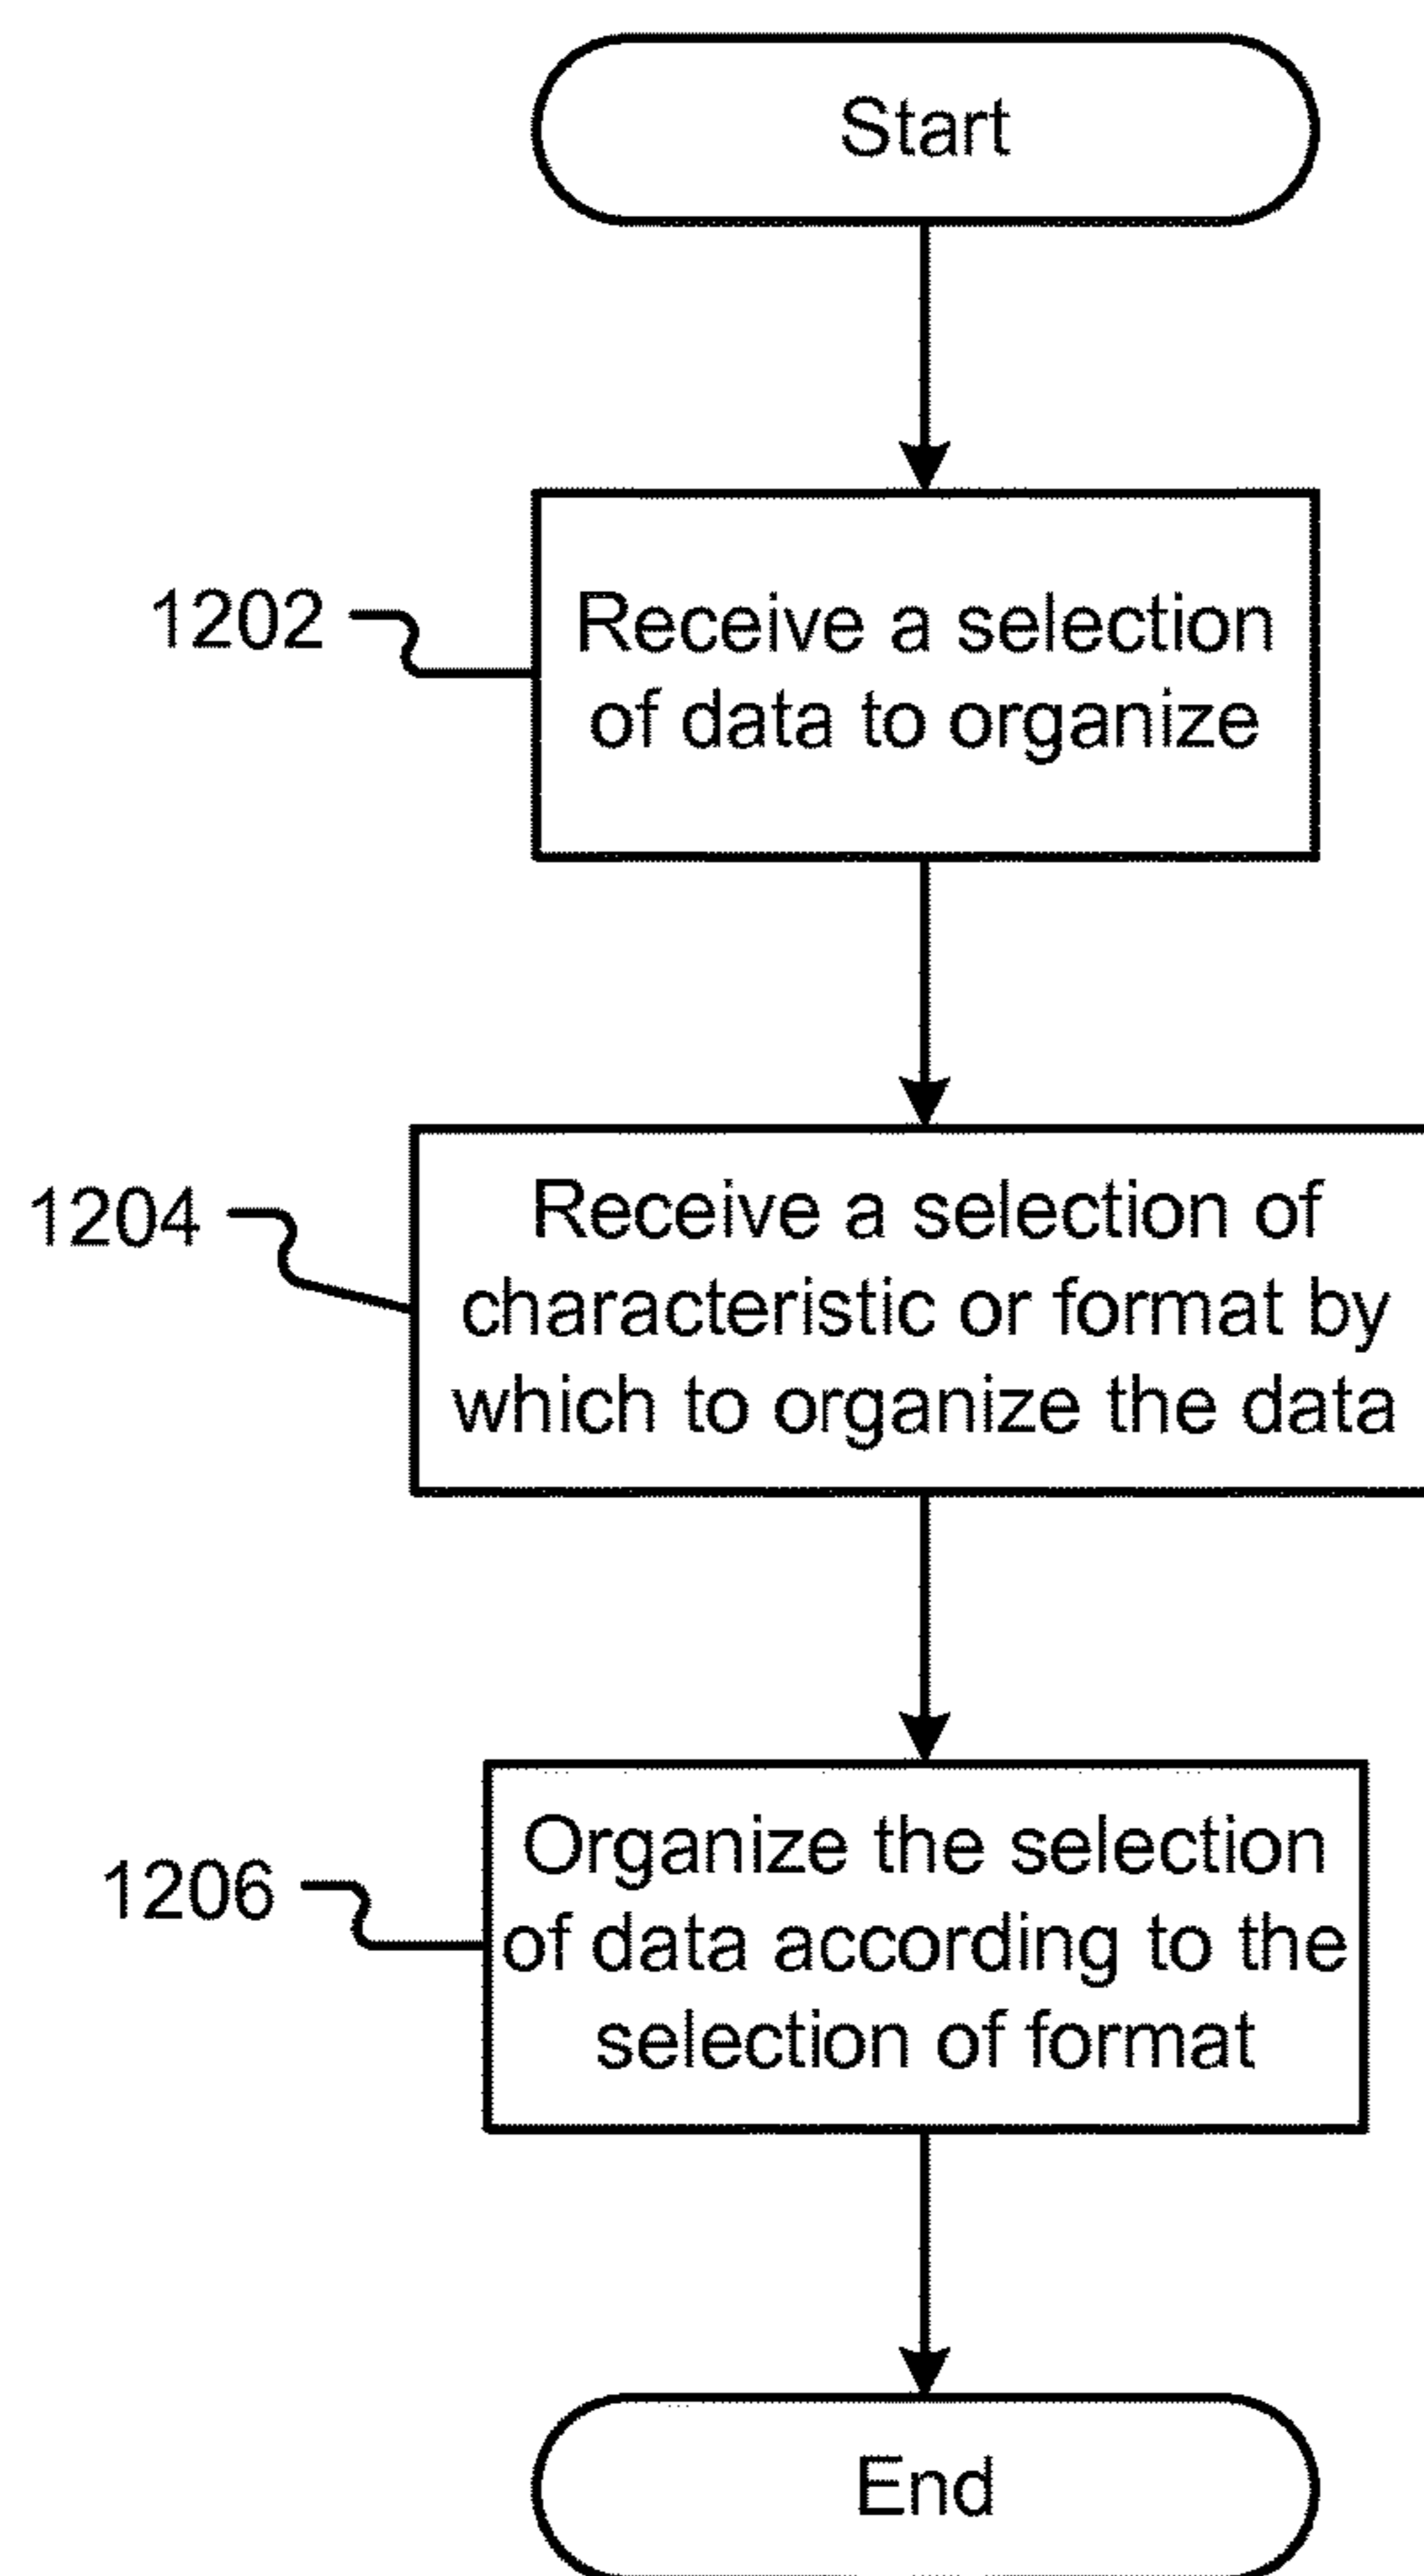 Start
1202
Receive a selection
of data to organize
1204
Receive a selection of
characteristic or format by
which to organize the data
1206
Organize the selection
of data according to the
selection of format
End